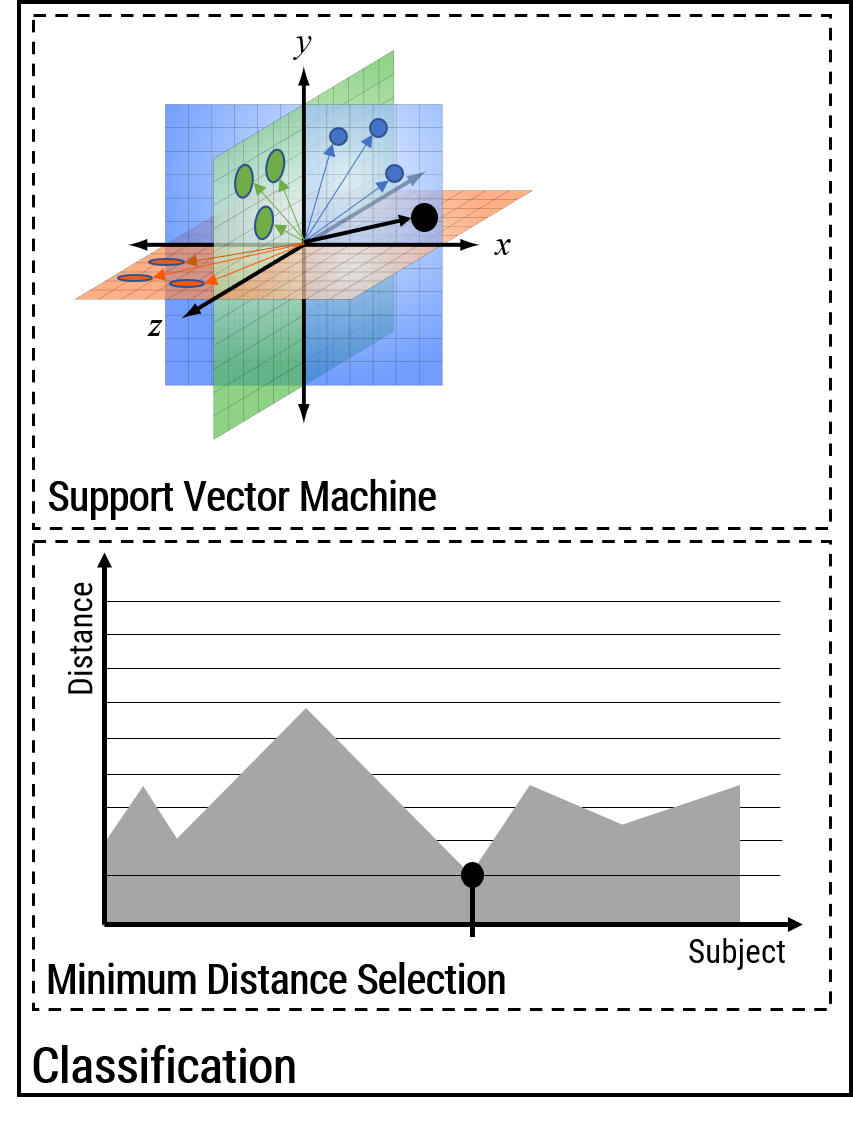 y
x
z
Support Vector Machine
Distance
Subject
Minimum Distance Selection
Classification